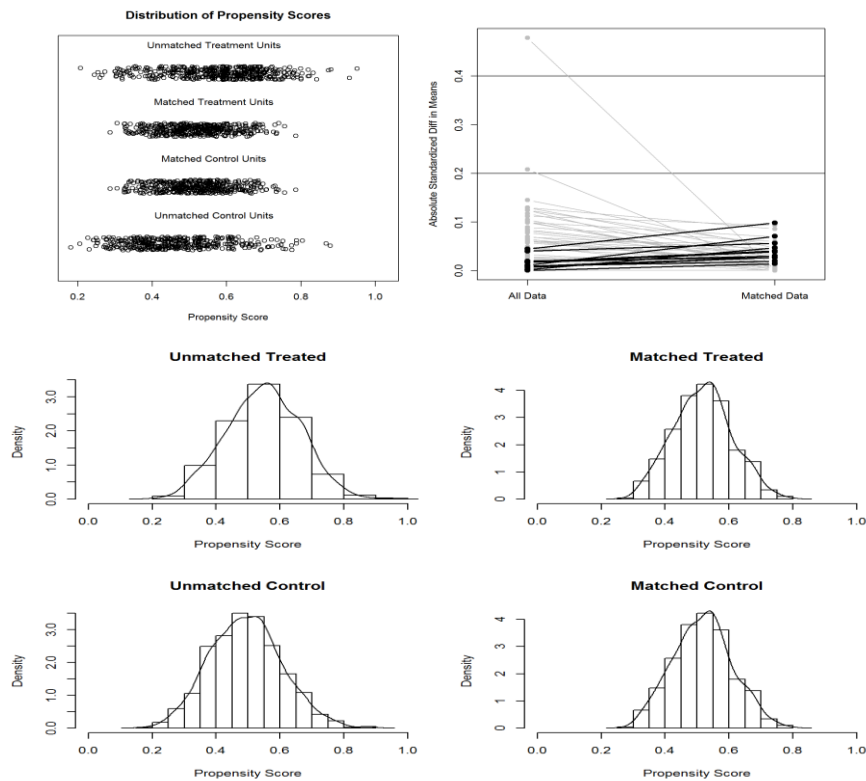 Distribution of Propensity Scores
Unmatched Treatment Units
Matched Treatment Units
Matched Control Units
Unmatched Control Units
0.2 0.4 0.6 0.8 1.0
Propensity Score
Absolute Standardized Diff in Means
0.4
0.3
0.2
0.1
0.0
All Data Matched Data
Unmatched Treated
Density
3.0
1.0
0.0
0.0 0.2 0.4 0.6 0.8 1.0
Propensity Score
Matched Treated
Density
4
3
2
1
0
0.0 0.2 0.4 0.6 0.8 1.0
Propensity Score
Unmatched Control
Density
3.0
2.0
1.0
0.0
0.0 0.2 0.4 0.6 0.8 1.0
Propensity Score
Matched Control
Density
4
3
2
1
0
0.0 0.2 0.4 0.6 0.8 1.0
Propensity Score